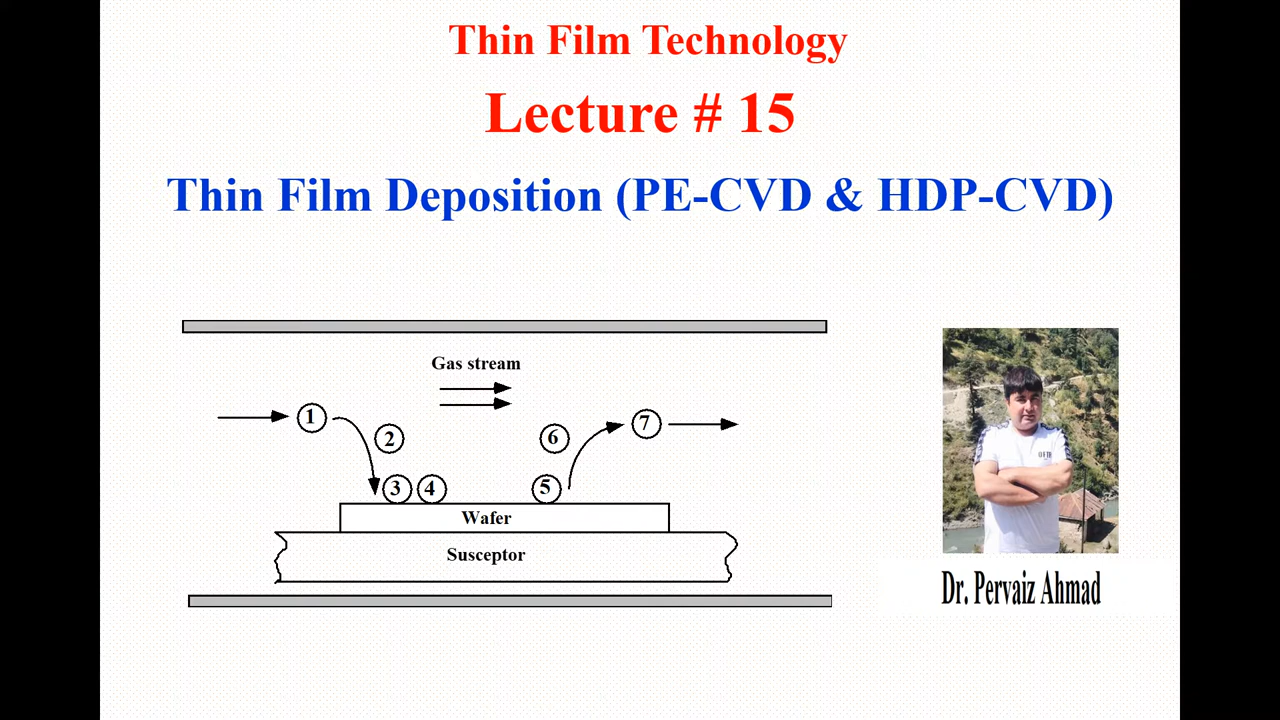 Thin Film Technology
Lecture # 15
Thin Film Deposition (PE-CVD & HDP-CVD)
Gas stream
1
7
2
6
3
4
5
Wafer
Susceptor
Dr. Pervaiz Ahmad